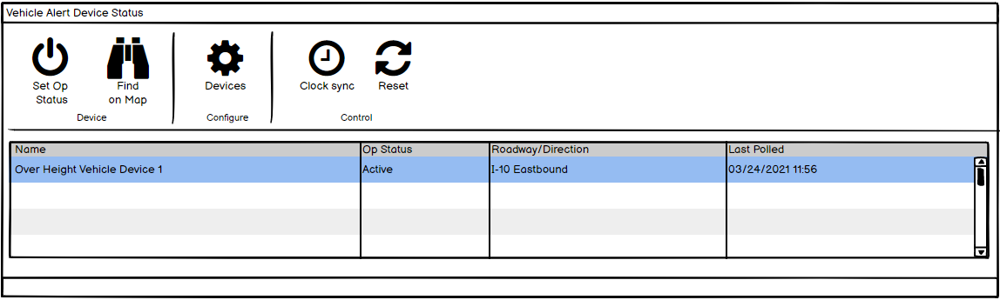 Vehicle Alert Device Status
Set Op
Status
Find
on Map
Devices
Clock sync
Reset
Device
Configure
Control
Name Op Status Roadway/Direction Last Polled
Over Height Vehicle Device 1 Active I-10 Eastbound 03/24/2021 11:56